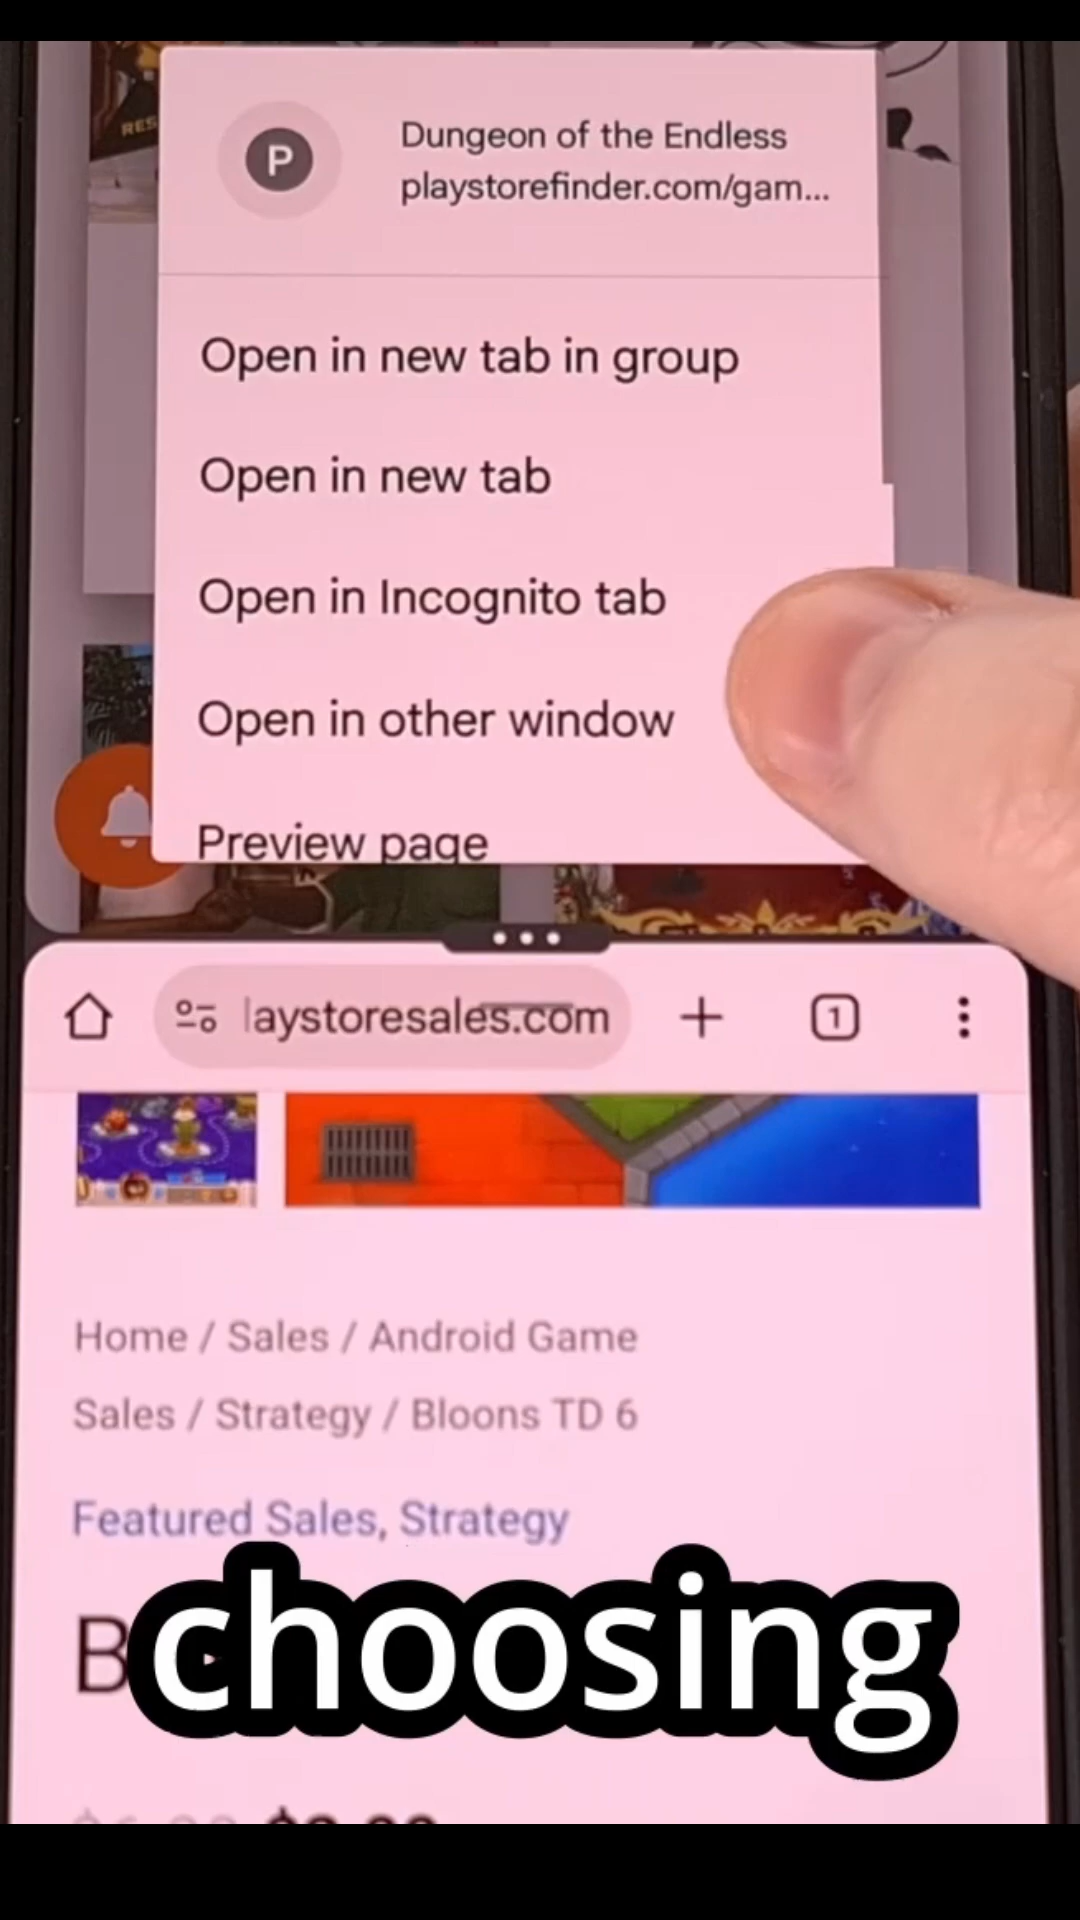 RES
P
Dungeon of the Endless
playstorefinder.com/gam...
Open in new tab in group
Open in new tab
Open in Incognito tab
Open in other window
Preview page
laystoresales.com
1
Home / Sales / Android Game
Sales / Strategy / Bloons TD 6
Featured Sales, Strategy
B
choosing